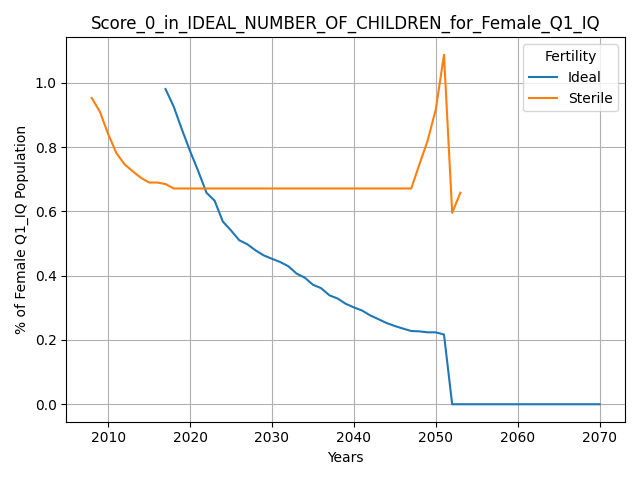 Score_0_in_IDEAL_NUMBER_OF_CHILDREN_for_Female_Q1_IQ
Fertility
Ideal
Sterile
% of Female Q1_IQ Population
1.0
0.8
0.6
0.4
0.2
0.0
2010 2020 2030 2040 2050 2060 2070
Years